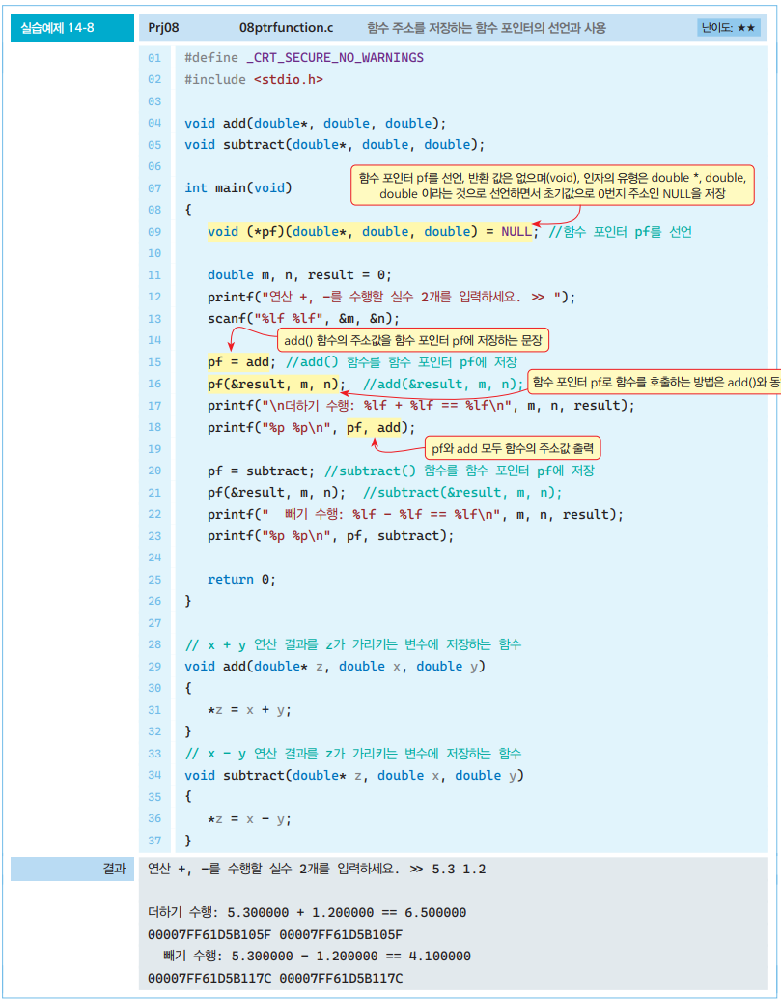 실습예제 14-8
Prj08 08ptrfunction.c 함수 주소를 저장하는 함수 포인터의 선언과 사용 난이도: ★★
01 #define _CRT_SECURE_NO_WARNINGS
02 #include <stdio.h>
03
04 void add(double*, double, double);
05 void subtract(double*, double, double);
06
함수 포인터 pf를 선언, 반환 값은 없으며(void), 인자의 유형은 double *, double,
double 이라는 것으로 선언하면서 초기값으로 0번지 주소인 NULL을 저장
07 int main(void)
08 {
09 void (*pf)(double*, double, double) = NULL; //함수 포인터 pf를 선언
10
11 double m, n, result = 0;
12 printf("연산 +, -를 수행할 실수 2개를 입력하세요. >> ");
13 scanf("%lf %lf", &m, &n);
14
add() 함수의 주소값을 함수 포인터 pf에 저장하는 문장
15 pf = add; //add() 함수를 함수 포인터 pf에 저장
16 pf(&result, m, n); //add(&result, m, n);
함수 포인터 pf로 함수를 호출하는 방법은 add()와 동
17 printf("\n더하기 수행: %lf + %lf == %lf\n", m, n, result);
18 printf("%p %p\n", pf, add);
19
pf와 add 모두 함수의 주소값 출력
20 pf = subtract; //subtract() 함수를 함수 포인터 pf에 저장
21 pf(&result, m, n); //subtract(&result, m, n);
22 printf("  빼기 수행: %lf - %lf == %lf\n", m, n, result);
23 printf("%p %p\n", pf, subtract);
24
25 return 0;
26 }
27
28 // x + y 연산 결과를 z가 가리키는 변수에 저장하는 함수
29 void add(double* z, double x, double y)
30 {
31 *z = x + y;
32 }
33 // x - y 연산 결과를 z가 가리키는 변수에 저장하는 함수
34 void subtract(double* z, double x, double y)
35 {
36 *z = x - y;
37 }
결과
연산 +, -를 수행할 실수 2개를 입력하세요. >> 5.3 1.2
더하기 수행: 5.300000 + 1.200000 == 6.500000
00007FF61D5B105F 00007FF61D5B105F
빼기 수행: 5.300000 - 1.200000 == 4.100000
00007FF61D5B117C 00007FF61D5B117C